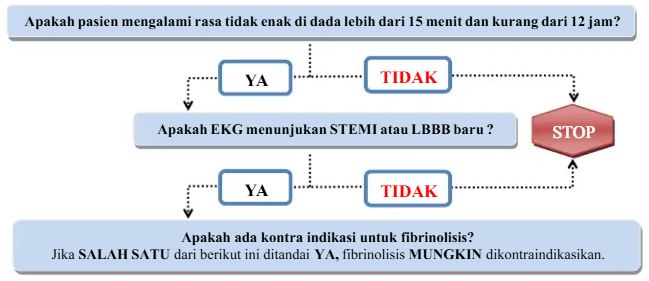 Apakah pasien mengalami rasa tidak enak di dada lebih dari 15 menit dan kurang dari 12 jam?
YA
TIDAK
Apakah EKG menunjukan STEMI atau LBBB baru ?
STOP
YA
TIDAK
Apakah ada kontra indikasi untuk fibrinolisis?
Jika SALAH SATU dari berikut ini ditandai YA, fibrinolisis MUNGKIN dikontraindikasikan.